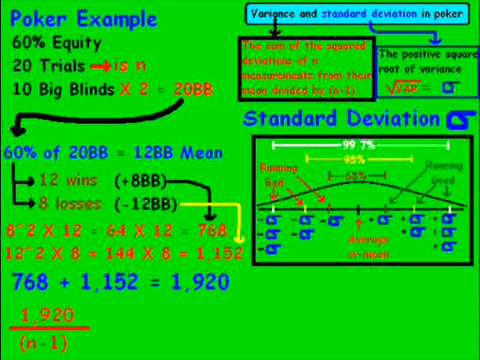 Poker Example
60% Equity
20 Trials → is n
10 Big Blinds X 2 = 20BB
60% of 20BB = 12BB Mean
12 wins (+8BB)
8 losses (-12BB)
8^2 X 12 = 64 X 12 = 768
12^2 X 8 = 144 X 8 = 1,152
768 + 1,152 = 1,920
1,920
(n-1)
Variance and standard deviation in poker
The sum of the squared
deviations of n
measurements from their
mean divided by (n-1)
The positive square
root of variance
√VAR = σ
Standard Deviation σ
99.7%
95%
68%
Running
Bad
Running
Good
-σ -σ -σ +σ +σ +σ
-σ -σ +σ +σ
-σ +σ
Average
or mean